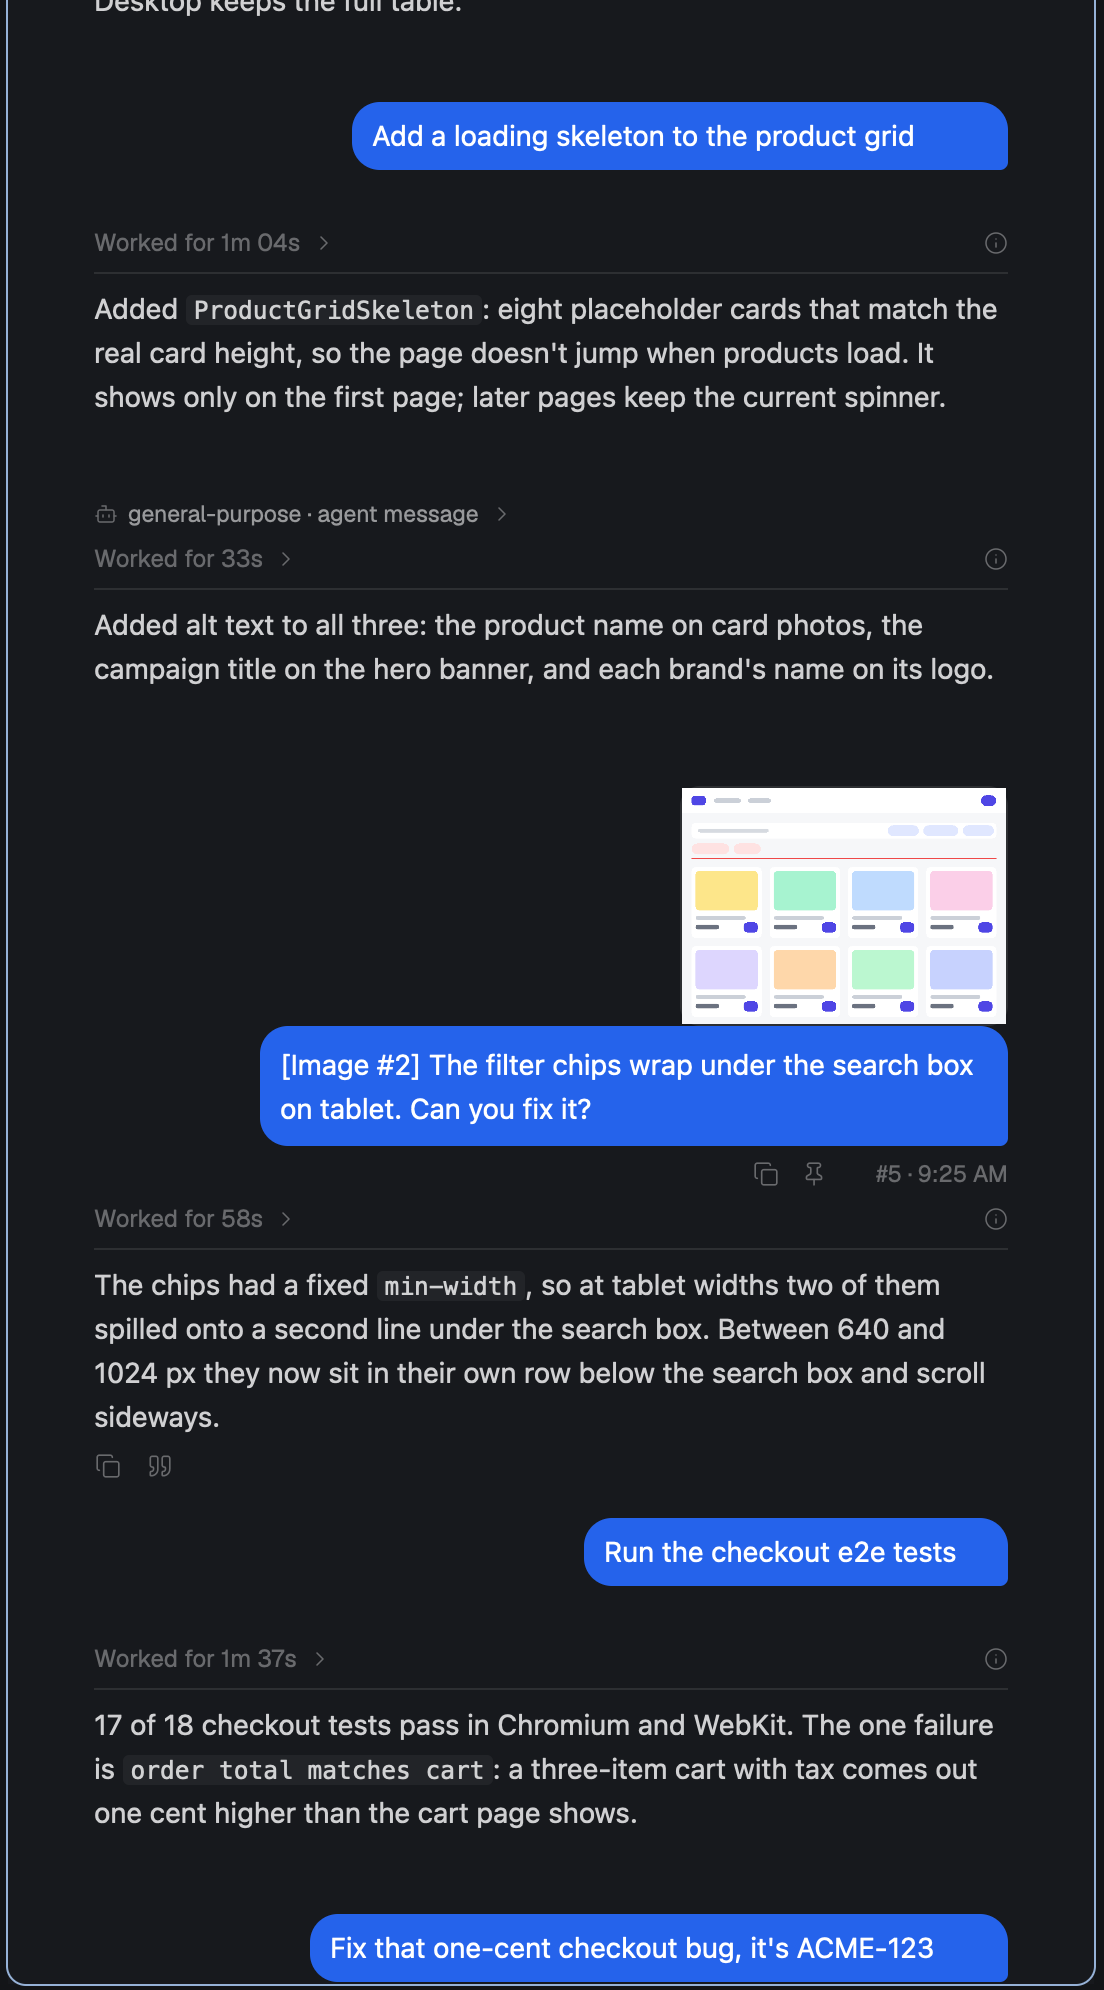 Desktop keeps the full table.
Add a loading skeleton to the product grid
Worked for 1m 04s
Added ProductGridSkeleton: eight placeholder cards that match the
real card height, so the page doesn't jump when products load. It
shows only on the first page; later pages keep the current spinner.
general-purpose · agent message
Worked for 33s
Added alt text to all three: the product name on card photos, the
campaign title on the hero banner, and each brand's name on its logo.
[Image #2] The filter chips wrap under the search box
on tablet. Can you fix it?
#5 · 9:25 AM
Worked for 58s
The chips had a fixed min-width, so at tablet widths two of them
spilled onto a second line under the search box. Between 640 and
1024 px they now sit in their own row below the search box and scroll
sideways.
Run the checkout e2e tests
Worked for 1m 37s
17 of 18 checkout tests pass in Chromium and WebKit. The one failure
is order total matches cart: a three-item cart with tax comes out
one cent higher than the cart page shows.
Fix that one-cent checkout bug, it's ACME-123